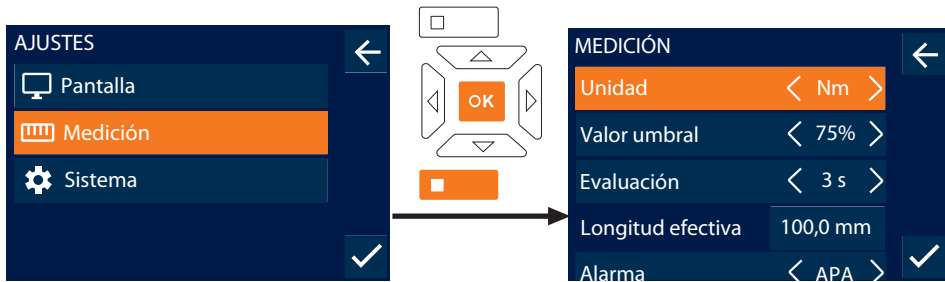 AJUSTES
Pantalla
Medición
Sistema
OK
MEDICIÓN
Unidad Nm
Valor umbral 75%
Evaluación 3 s
Longitud efectiva 100,0 mm
Alarma APA